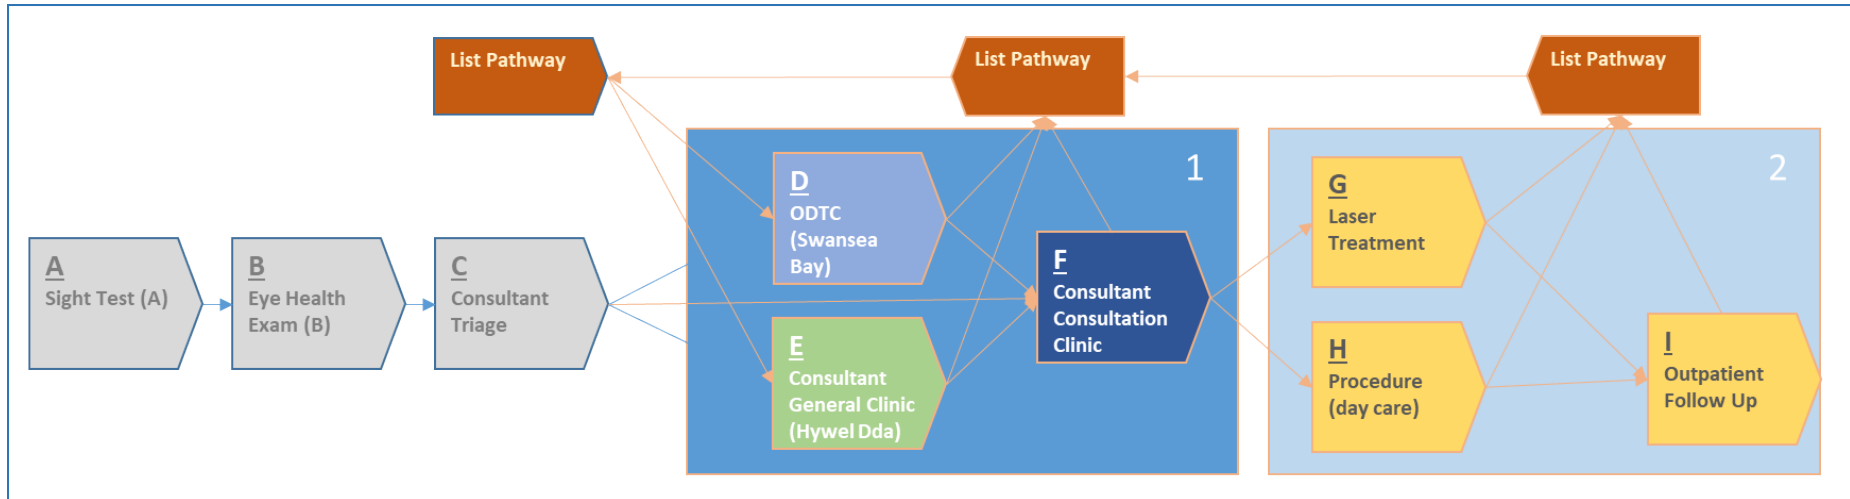 List Pathway
List Pathway
List Pathway
A
Sight Test (A)
B
Eye Health
Exam (B)
C
Consultant
Triage
1
D
ODTC
(Swansea
Bay)
E
Consultant
General Clinic
(Hywel Dda)
F
Consultant
Consultation
Clinic
2
G
Laser
Treatment
H
Procedure
(day care)
I
Outpatient
Follow Up